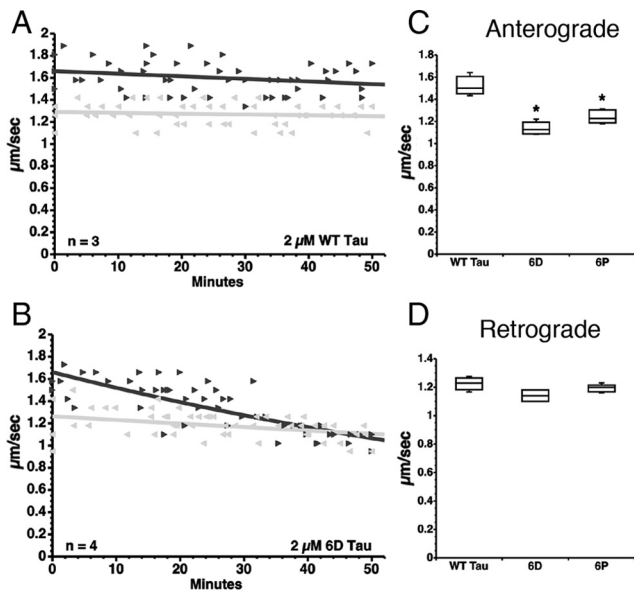 A
2
1.8
1.6
1.4
1.2
1
0.8
0.6
0.4
0.2
0
µm/sec
n = 3
2 µM WT Tau
0 10 20 30 40 50
Minutes
B
2
1.8
1.6
1.4
1.2
1
0.8
0.6
0.4
0.2
0
µm/sec
n = 4
2 µM 6D Tau
0 10 20 30 40 50
Minutes
C
Anterograde
1.8
1.6
1.4
1.2
1
0.8
0.6
0.4
0.2
0
µm/sec
* *
WT Tau 6D 6P
D
Retrograde
1.4
1.2
1
0.8
0.6
0.4
0.2
0
µm/sec
WT Tau 6D 6P